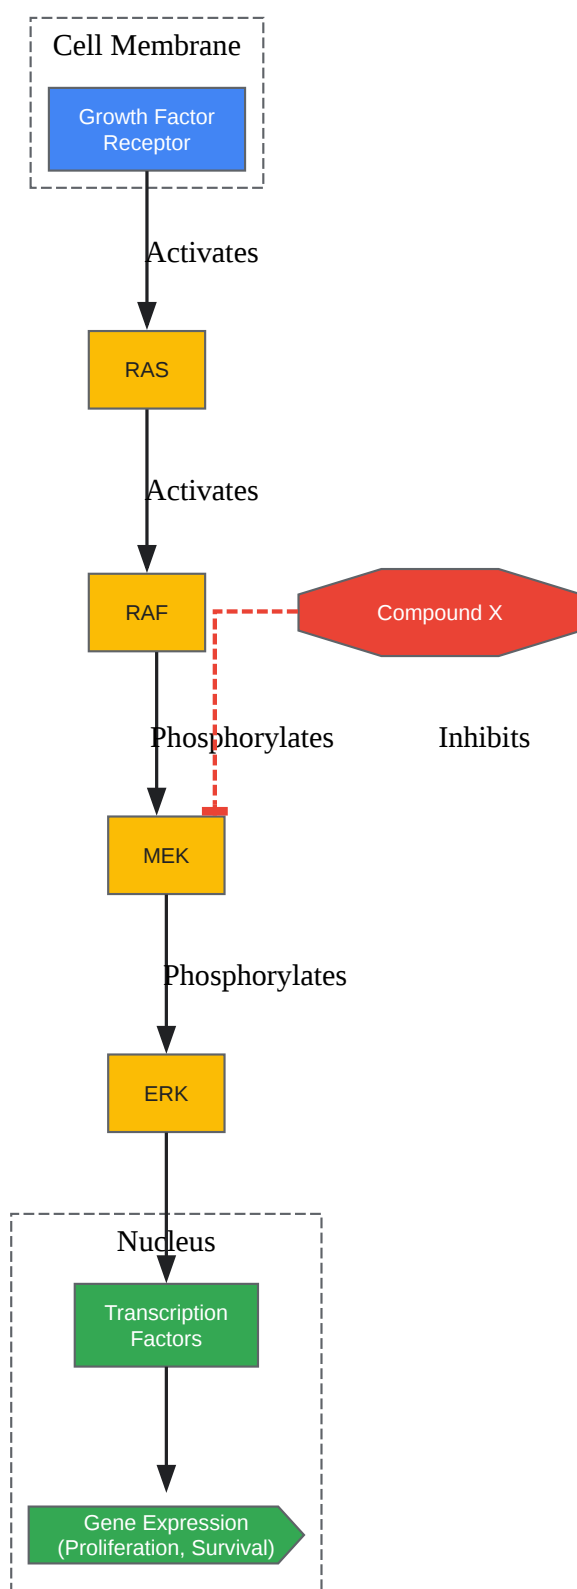 Cell Membrane
Growth Factor
Receptor
Activates
RAS
Activates
RAF
Compound X
Phosphorylates
Inhibits
MEK
Phosphorylates
ERK
Nucleus
Transcription
Factors
Gene Expression
(Proliferation, Survival)